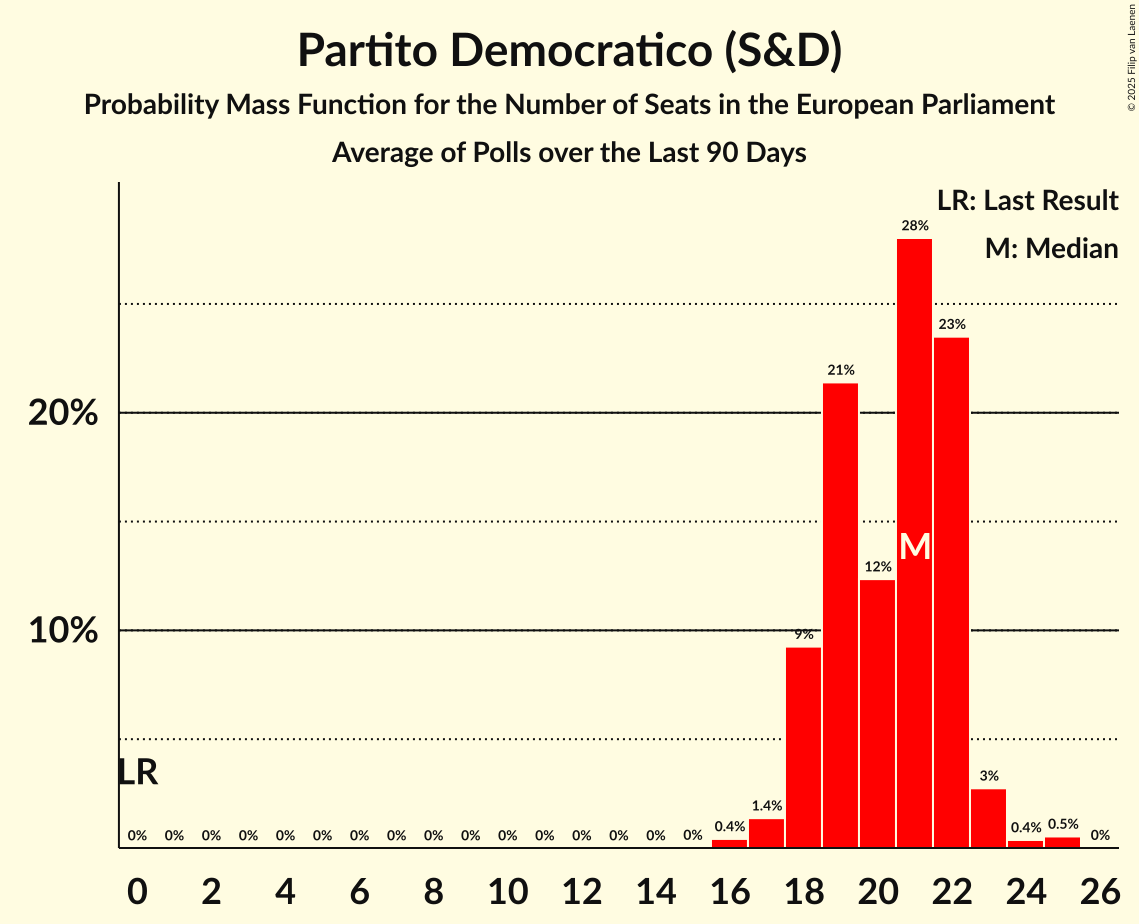 Partito Democratico (S&D)
Probability Mass Function for the Number of Seats in the European Parliament
Average of Polls over the Last 90 Days
© 2025 Filip van Laenen
LR: Last Result
M: Median
28%
23%
21%
20%
M
12%
10%
9%
LR
3%
1.4%
0% 0% 0% 0% 0% 0% 0% 0% 0% 0% 0% 0% 0% 0% 0% 0% 0.4% 0.4% 0.5% 0%
0 2 4 6 8 10 12 14 16 18 20 22 24 26